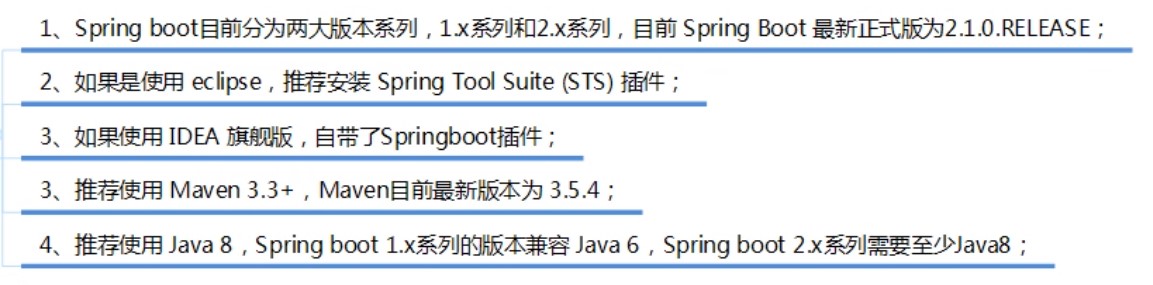 1、Spring boot目前分为两大版本系列，1.x系列和2.x系列，目前 Spring Boot 最新正式版为2.1.0.RELEASE；
2、如果是使用 eclipse，推荐安装 Spring Tool Suite (STS) 插件；
3、如果使用 IDEA 旗舰版，自带了Springboot插件；
3、推荐使用 Maven 3.3+，Maven目前最新版本为 3.5.4；
4、推荐使用 Java 8，Spring boot 1.x系列的版本兼容 Java 6，Spring boot 2.x系列需要至少Java8；